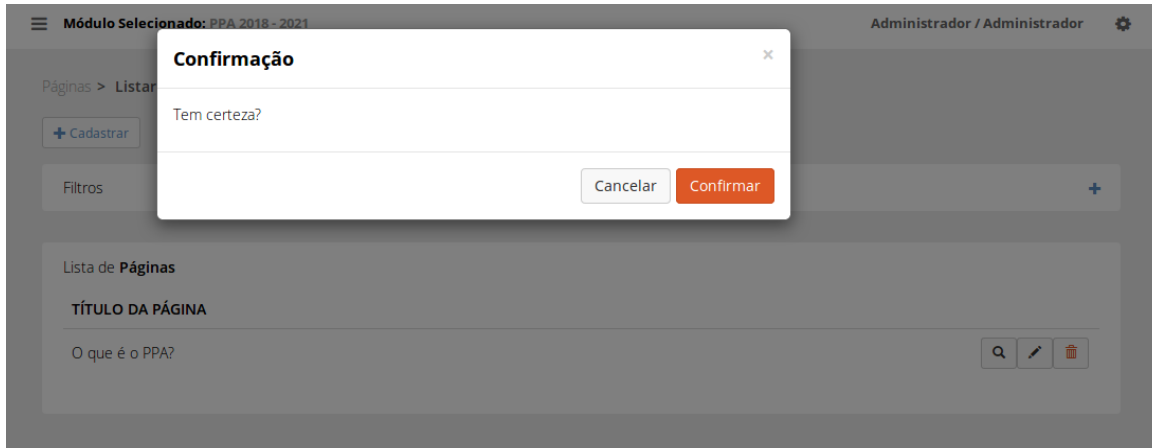 Módulo Selecionado: PPA 2018 - 2021
Administrador / Administrador
Confirmação
×
Páginas > Listar
Tem certeza?
+ Cadastrar
Cancelar
Confirmar
Filtros
+
Lista de Páginas
TÍTULO DA PÁGINA
O que é o PPA?